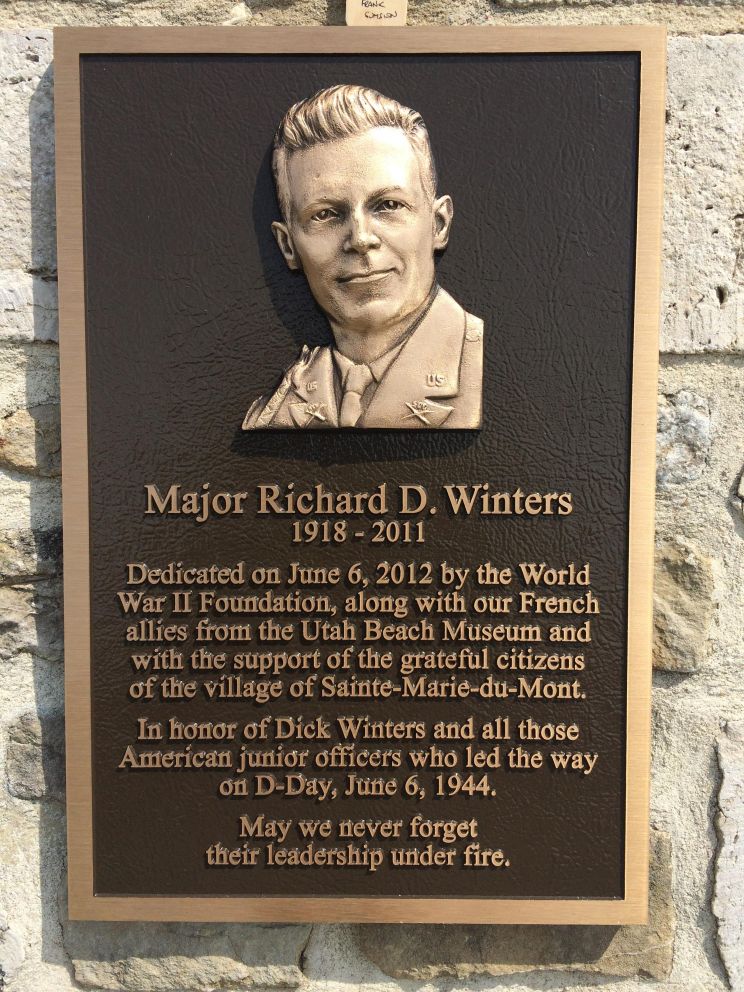 FRANK
US
US
Major Richard D. Winters
1918 - 2011
Dedicated on June 6, 2012 by the World
War II Foundation, along with our French
allies from the Utah Beach Museum and
with the support of the grateful citizens
of the village of Sainte-Marie-du-Mont.
In honor of Dick Winters and all those
American junior officers who led the way
on D-Day, June 6, 1944.
May we never forget
their leadership under fire.